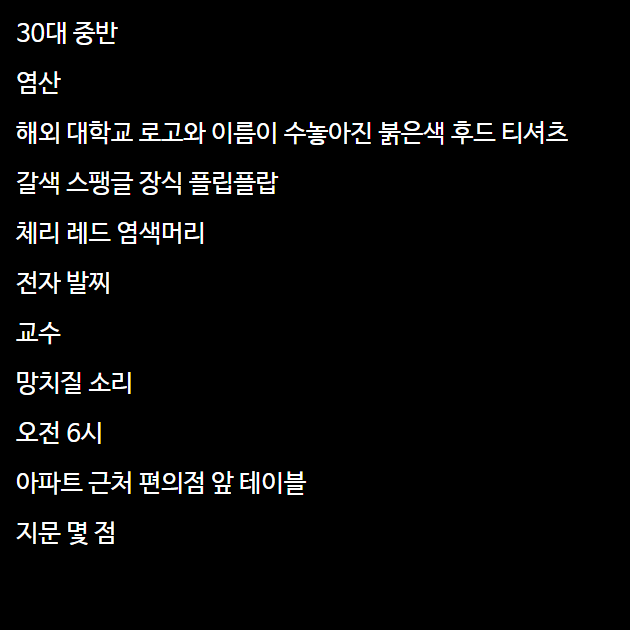 30대 중반
염산
해외 대학교 로고와 이름이 수놓아진 붉은색 후드 티셔츠
갈색 스팽글 장식 플립플랍
체리 레드 염색머리
전자 발찌
교수
망치질 소리
오전 6시
아파트 근처 편의점 앞 테이블
지문 몇 점